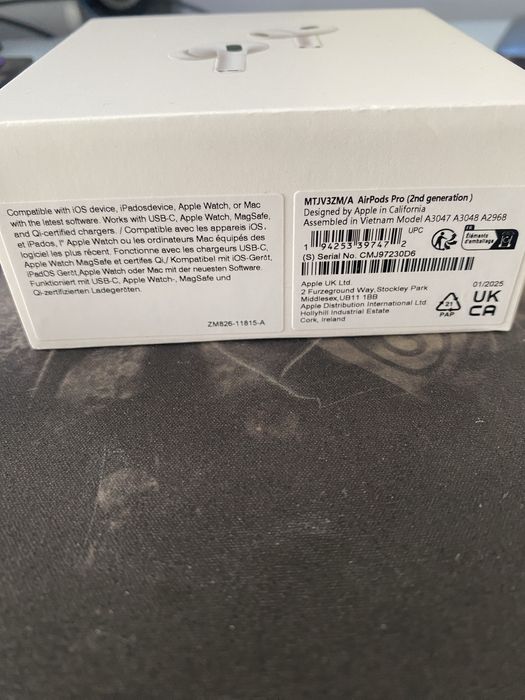 Compatible with iOS device, iPadosdevice, Apple Watch, or Mac
with the latest software. Works with USB-C, Apple Watch, MagSafe,
and Qi-certified chargers. / Compatible avec les appareils iOS.
et iPados, l' Apple Watch ou les ordinateurs Mac équipés des
logiciel les plus récent. Fonctionne avec les chargeurs USB-C,
Apple Watch MagSafe et certifés Qi./ Kompatibel mit iOS-Geröt,
iPadOS Gerzt,Apple Watch oder Mac mit der neuesten Software.
Funktioniert mit USB-C, Apple Watch-, MagSafe und
Qi-zertifizierten Ladegeröten.
ZM826-11815-A
MTJV3ZM/A AirPods Pro (2nd generation)
Designed by Apple in California
Assembled in Vietnam Model A3047 A3048 A2968
UPC
1 94253 39747 2
FR
Éléments
d'emballage
(S) Serial No. CMJ97230D6
Apple UK Ltd
2 Furzeground Way, Stockley Park
Middlesex,UB11 1BB
Apple Distribution International Ltd.
Hollyhill Industrial Estate
Cork, Ireland
21
PAP
01/2025
UK
CA